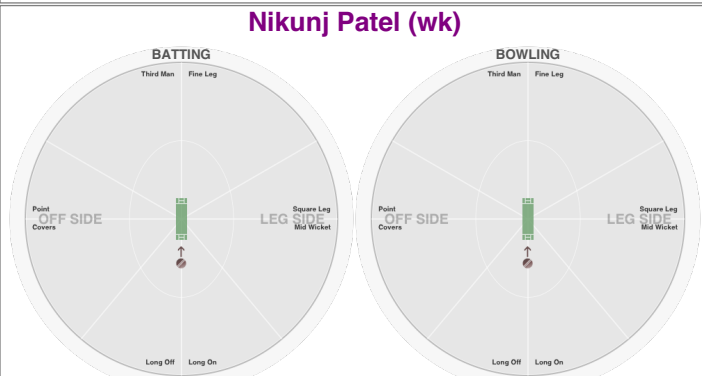 Nikunj Patel (wk)
BATTING
Third Man Fine Leg
Point Square Leg
OFF SIDE LEG SIDE
Covers Mid Wicket
Long Off Long On
BOWLING
Third Man Fine Leg
Point Square Leg
OFF SIDE LEG SIDE
Covers Mid Wicket
Long Off Long On